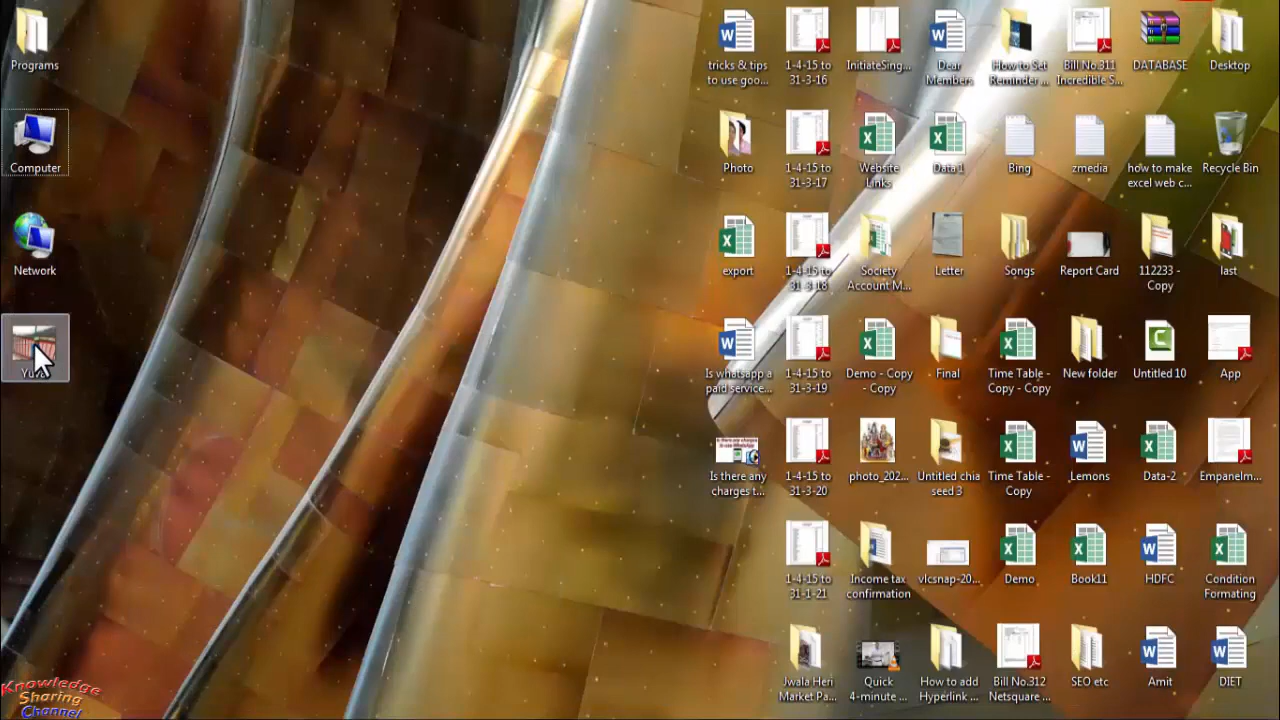 Programs
Computer
Network
tricks & tips
to use goo...
1-4-15 to
31-3-16
InitiateSing...
Dear
Members
How to Set
Reminder ...
Bill No.311
Incredible S...
DATABASE
Desktop
Photo
1-4-15 to
31-3-17
Website
Links
Data 1
Bing
zmedia
how to make
excel web c...
Recycle Bin
export
1-4-15 to
31-3-18
Society
Account M...
Letter
Songs
Report Card
112233 -
Copy
last
Is whatsapp a
paid service...
1-4-15 to
31-3-19
Demo - Copy
- Copy
Final
Time Table -
Copy - Copy
New folder
Untitled 10
App
Is there any
charges t...
1-4-15 to
31-3-20
photo_202...
Untitled chia
seed 3
Time Table -
Copy
Lemons
Data-2
Empanelm...
1-4-15 to
31-1-21
Income tax
confirmation
vlcsnap-20...
Demo
Book11
HDFC
Condition
Formating
Jwala Heri
Market Pa...
Quick
4-minute ...
How to add
Hyperlink ...
Bill No.312
Netsquare ...
SEO etc
Amit
DIET
Knowledge
Sharing
Channel